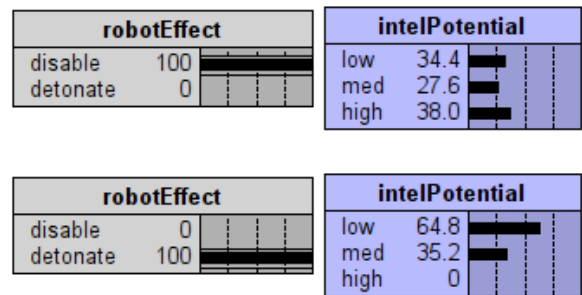 robotEffect
disable 100
detonate 0
intelPotential
low 34.4
med 27.6
high 38.0
robotEffect
disable 0
detonate 100
intelPotential
low 64.8
med 35.2
high 0